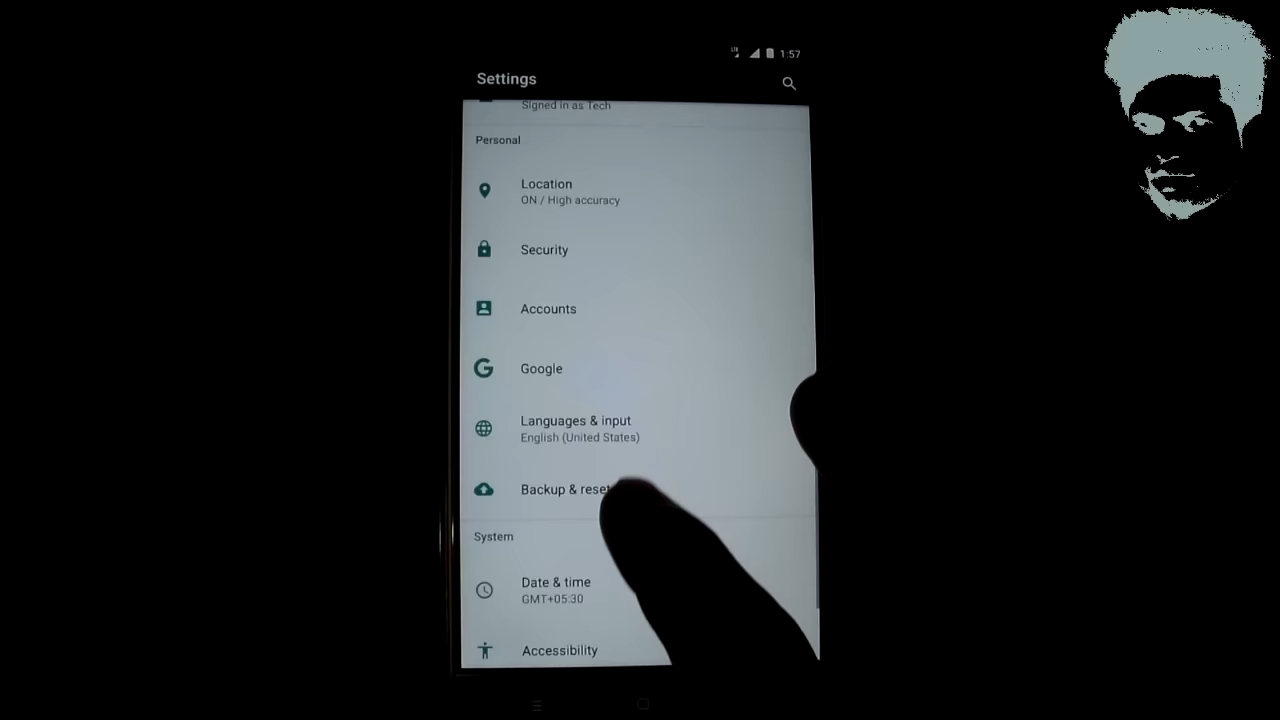 LTE 1:57
Settings
Signed in as Tech
Personal
Location
ON / High accuracy
Security
Accounts
Google
Languages & input
English (United States)
Backup & reset
System
Date & time
GMT+05:30
Accessibility